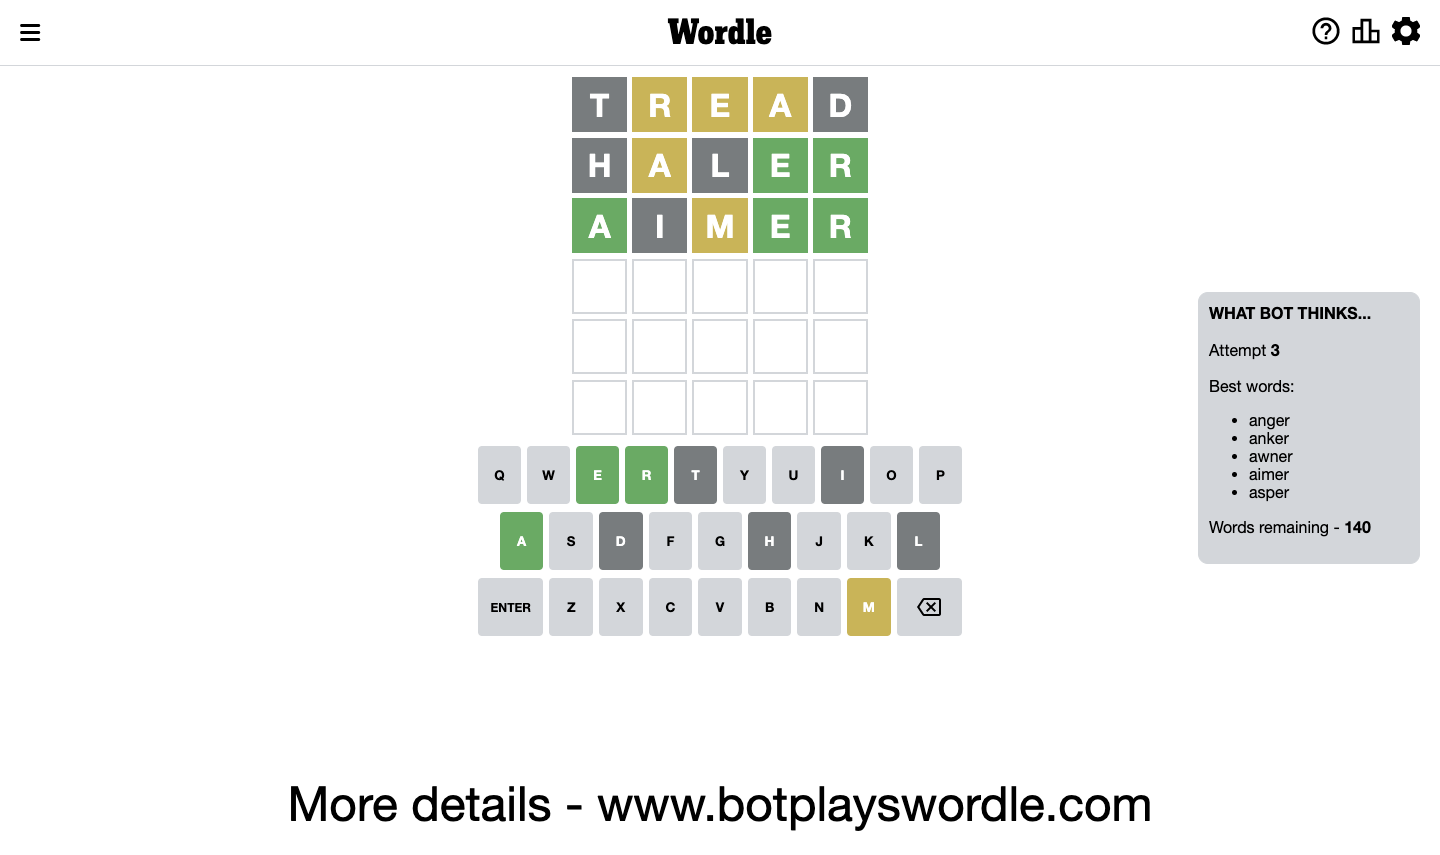 Wordle
T R E A D
H A L E R
A I M E R
WHAT BOT THINKS...
Attempt 3
Best words:
• anger
• anker
• awner
• aimer
• asper
Words remaining - 140
Q W E R T Y U I O P
A S D F G H J K L
ENTER Z X C V B N M
More details - www.botplayswordle.com